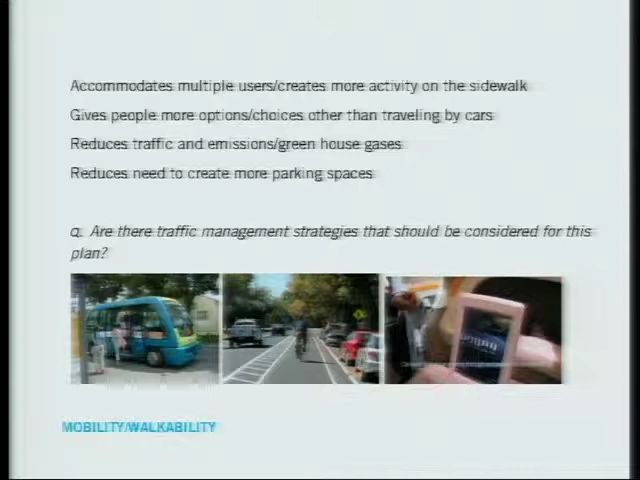 Accommodates multiple users/creates more activity on the sidewalk
Gives people more options/choices other than traveling by cars
Reduces traffic and emissions/green house gases
Reduces need to create more parking spaces
Q. Are there traffic management strategies that should be considered for this
plan?
MOBILITY/WALKABILITY